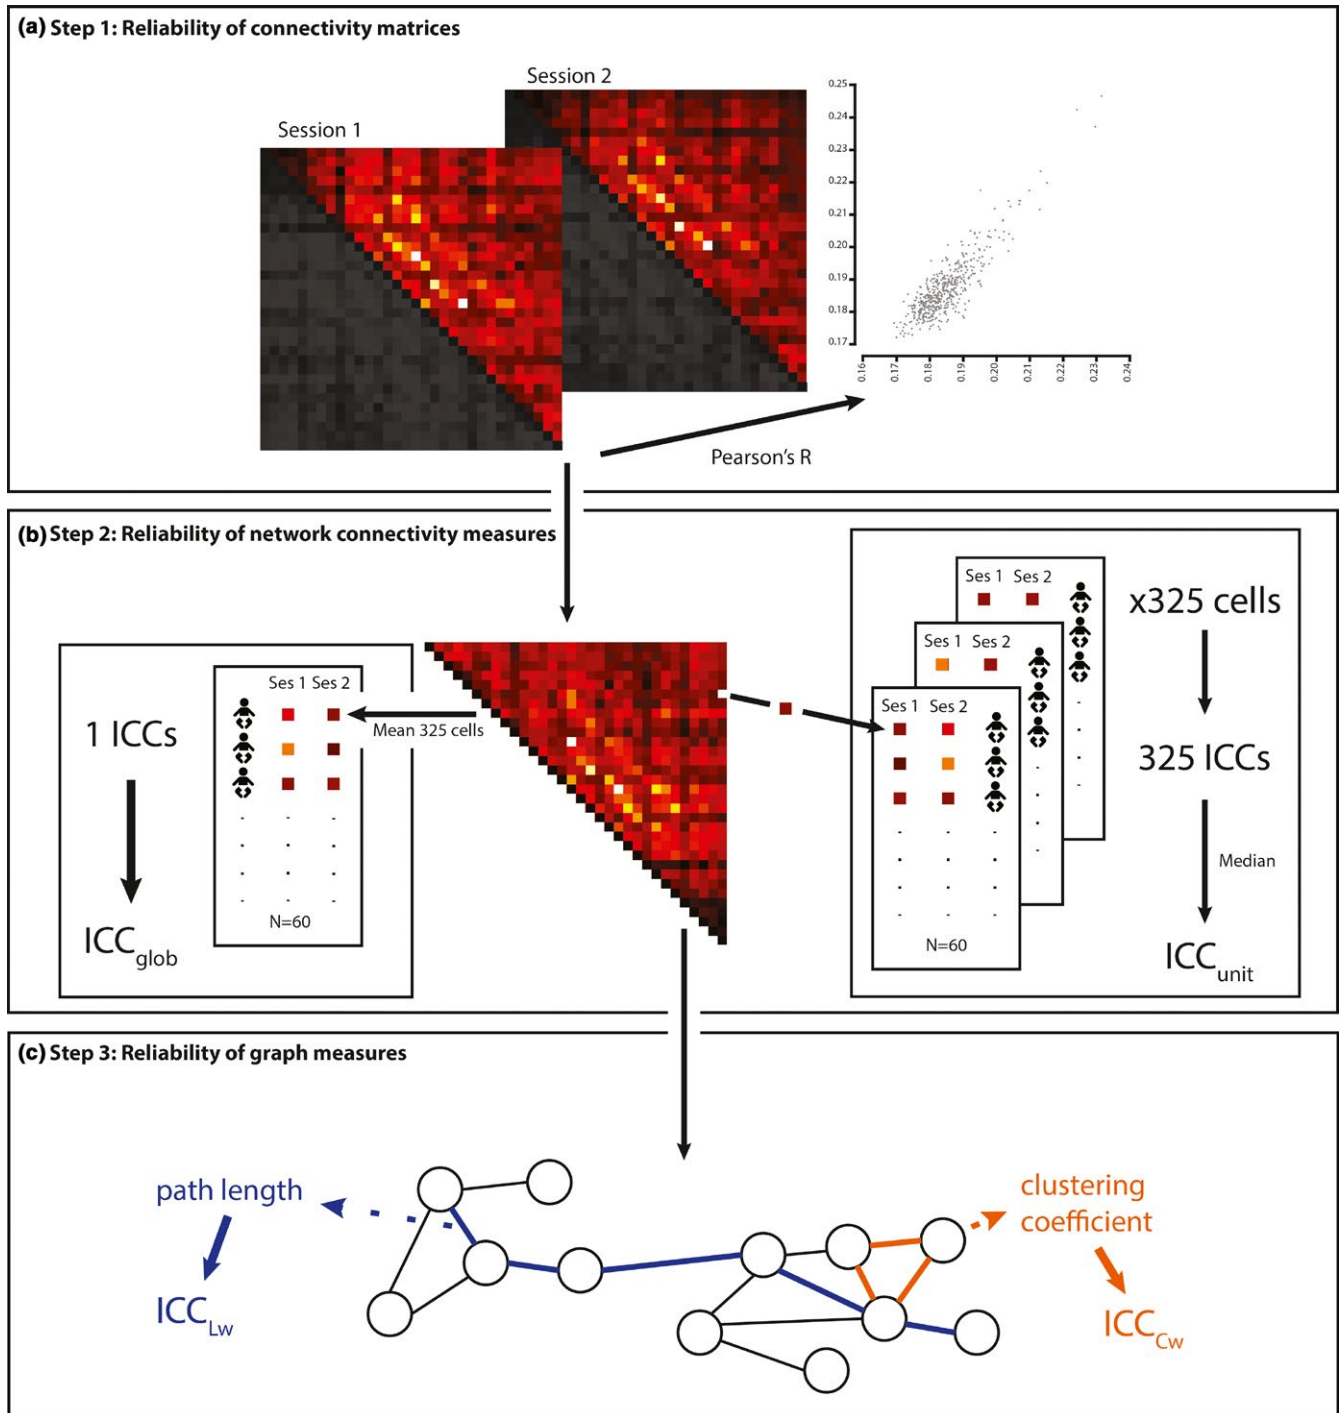 (a) Step 1: Reliability of connectivity matrices
Session 1
Session 2
0.25
0.24
0.23
0.22
0.21
0.20
0.19
0.18
0.17
0.16
0.17
0.18
0.19
0.20
0.21
0.22
0.23
0.24
Pearson's R
(b) Step 2: Reliability of network connectivity measures
1 ICCs
ICCglob
Ses 1 Ses 2
N=60
Mean 325 cells
Ses 1 Ses 2
Ses 1 Ses 2
Ses 1 Ses 2
N=60
x325 cells
325 ICCs
Median
ICCunit
(c) Step 3: Reliability of graph measures
path length
ICCLw
clustering
coefficient
ICCCw